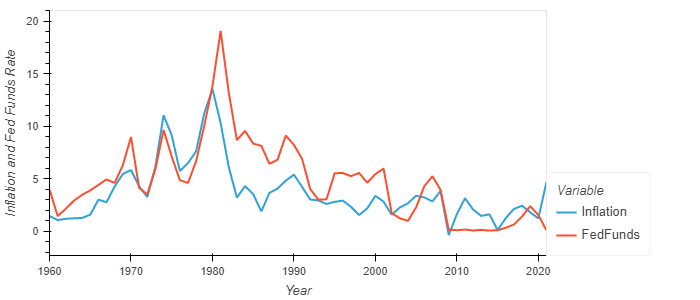 20
15
10
5
0
Inflation and Fed Funds Rate
1960 1970 1980 1990 2000 2010 2020
Year
Variable
Inflation
FedFunds